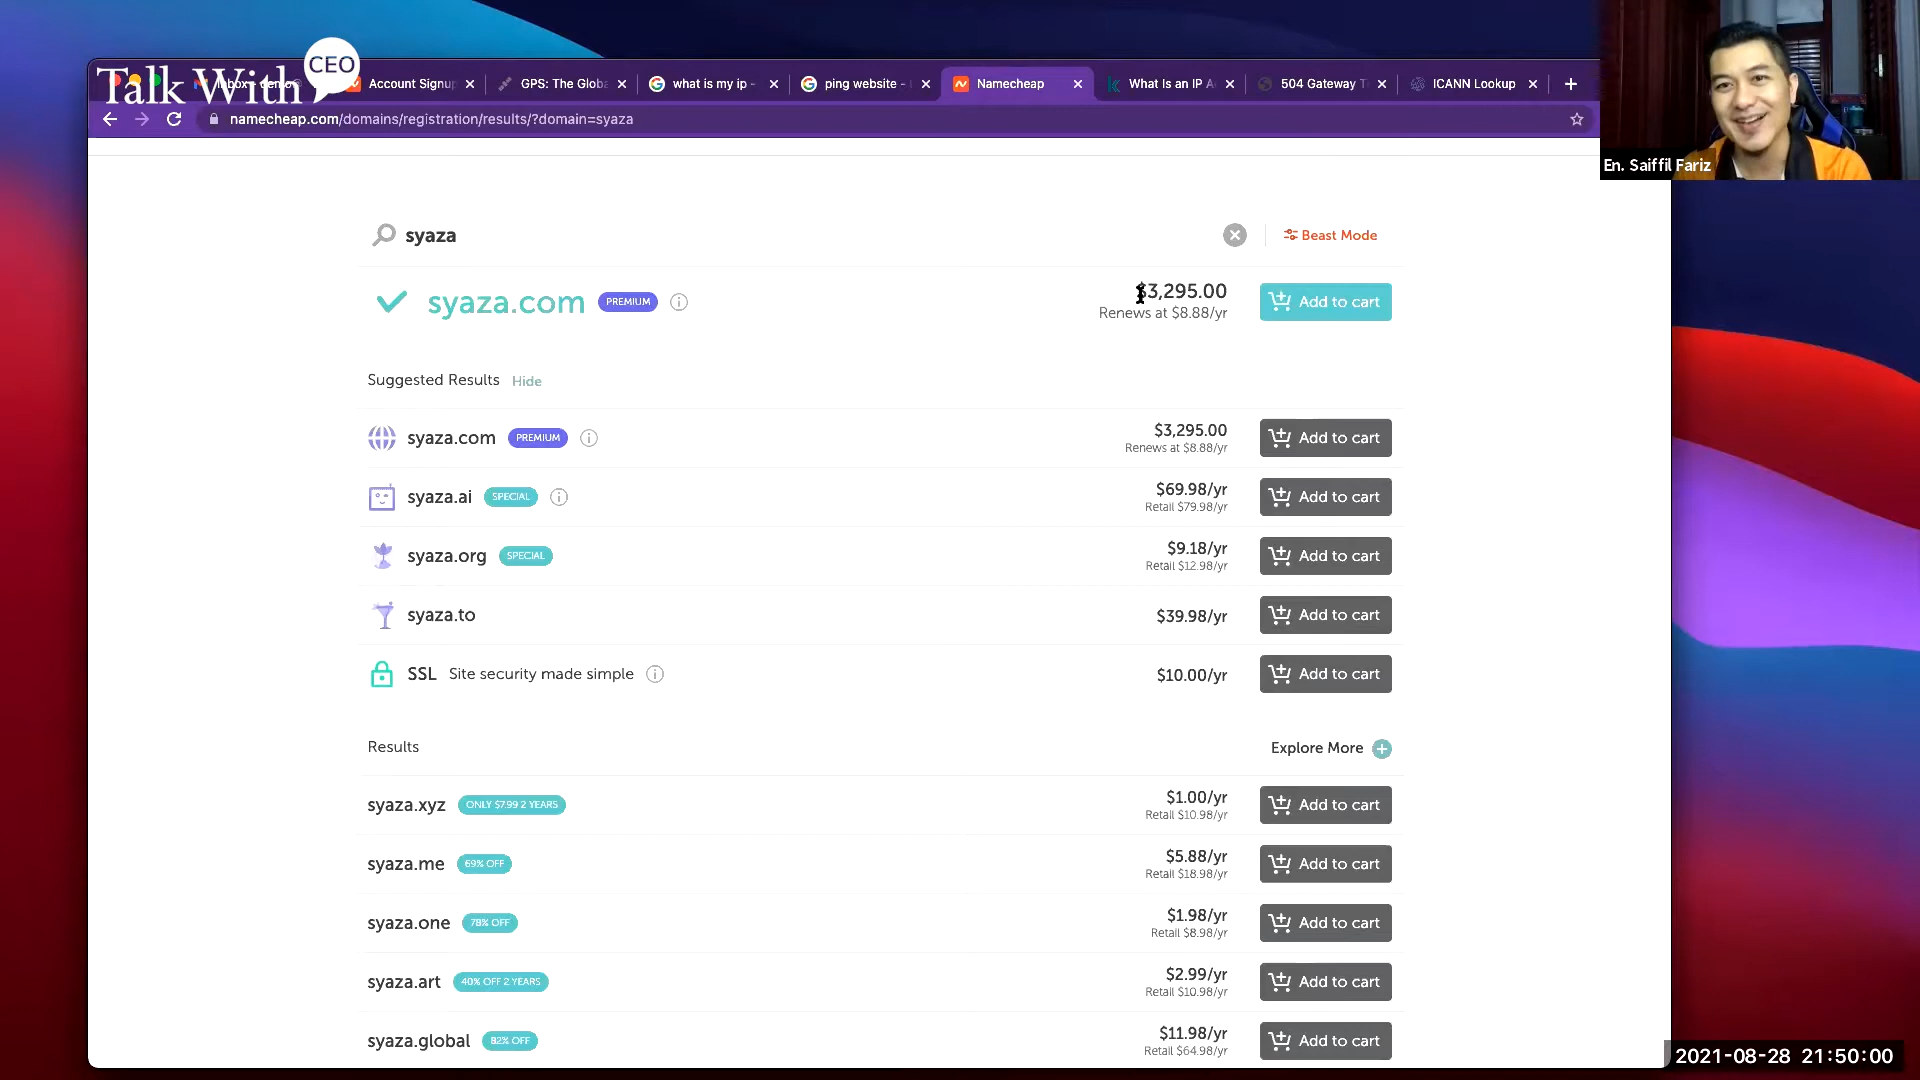 Talk With CEO
Account Signup
GPS: The Globa
what is my ip -
ping website -
Namecheap
What Is an IP A
504 Gateway T
ICANN Lookup
namecheap.com/domains/registration/results/?domain=syaza
En. Saiffil Fariz
syaza
Beast Mode
syaza.com PREMIUM $3,295.00 Add to cart
Renews at $8.88/yr
Suggested Results Hide
syaza.com PREMIUM $3,295.00 Add to cart
Renews at $8.88/yr
syaza.ai SPECIAL $69.98/yr Add to cart
Retail $79.98/yr
syaza.org SPECIAL $9.18/yr Add to cart
Retail $12.98/yr
syaza.to $39.98/yr Add to cart
SSL Site security made simple $10.00/yr Add to cart
Results Explore More
syaza.xyz ONLY $7.99 2 YEARS $1.00/yr Add to cart
Retail $10.98/yr
syaza.me 69% OFF $5.88/yr Add to cart
Retail $18.98/yr
syaza.one 78% OFF $1.98/yr Add to cart
Retail $8.98/yr
syaza.art 40% OFF 2 YEARS $2.99/yr Add to cart
Retail $10.98/yr
syaza.global 82% OFF $11.98/yr Add to cart
Retail $64.98/yr
2021-08-28 21:50:00